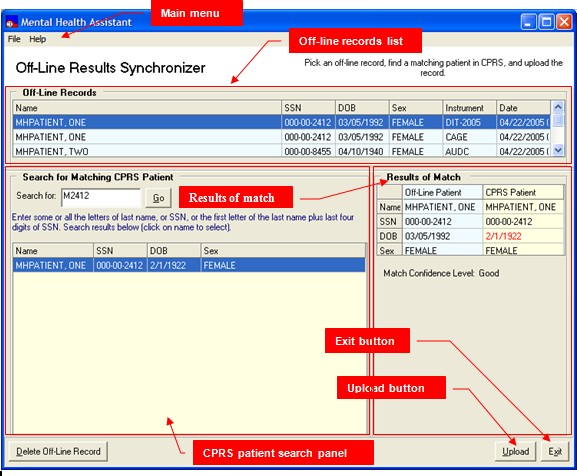 Mental Health Assistant
Main menu
File Help
Off-line records list
Off-Line Results Synchronizer
Pick an off-line record, find a matching patient in CPRS, and upload the
record.
Off-Line Records
Name SSN DOB Sex Instrument Date
MHPATIENT, ONE 000-00-2412 03/05/1992 FEMALE DIT-2005 04/22/2005 (
MHPATIENT, ONE 000-00-2412 03/05/1992 FEMALE CAGE 04/22/2005 (
MHPATIENT, TWO 000-00-8455 04/10/1940 FEMALE AUDC 04/22/2005 (
Search for Matching CPRS Patient
Search for: M2412 Go
Results of match
Enter some or all the letters of last name, or SSN, or the first letter of the last name plus last four
digits of SSN. Search results below (click on name to select).
Name SSN DOB Sex
MHPATIENT, ONE 000-00-2412 2/1/1922 FEMALE
Results of Match
Off-Line Patient CPRS Patient
Name MHPATIENT, ONE MHPATIENT, ONE
SSN 000-00-2412 000-00-2412
DOB 03/05/1992 2/1/1922
Sex FEMALE FEMALE
Match Confidence Level: Good
Exit button
Upload button
CPRS patient search panel
Delete Off-Line Record
Upload
Exit